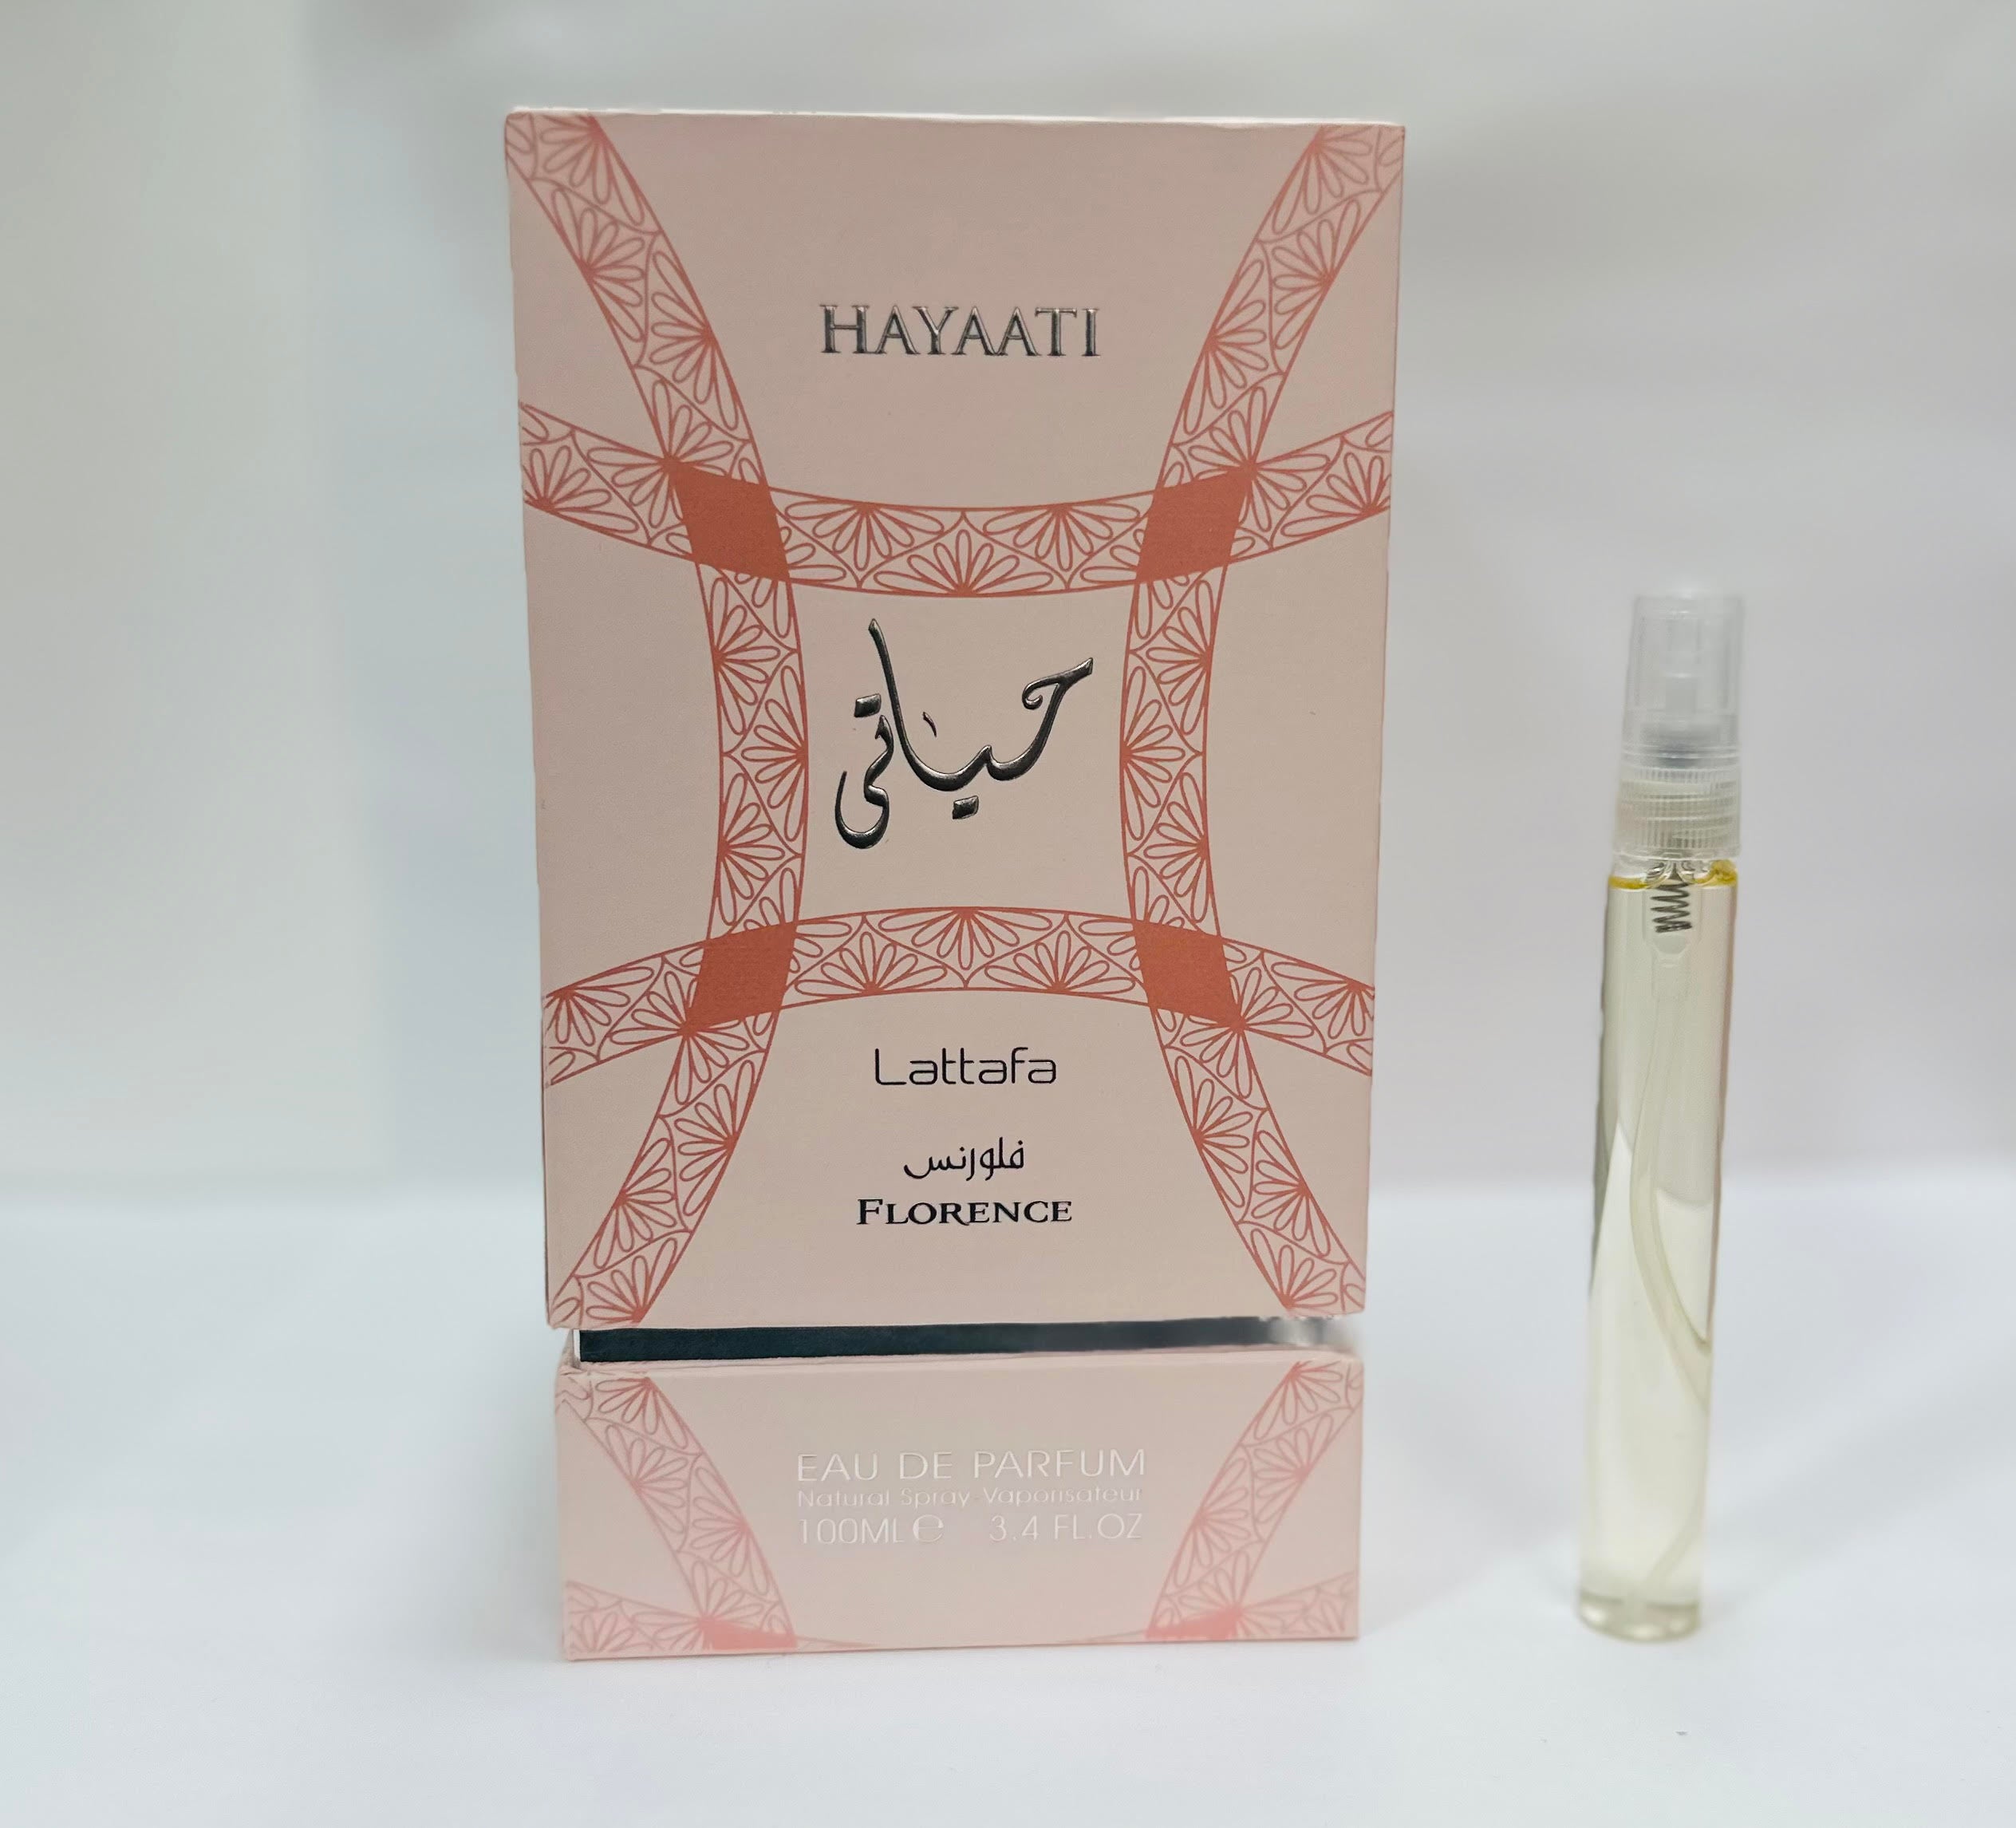 HAYAATI
حياتي
Lattafa
فلورنس
FLORENCE
EAU DE PARFUM
Natural Spray-Vaporisateur
100ML℮ 3.4 FL.OZ